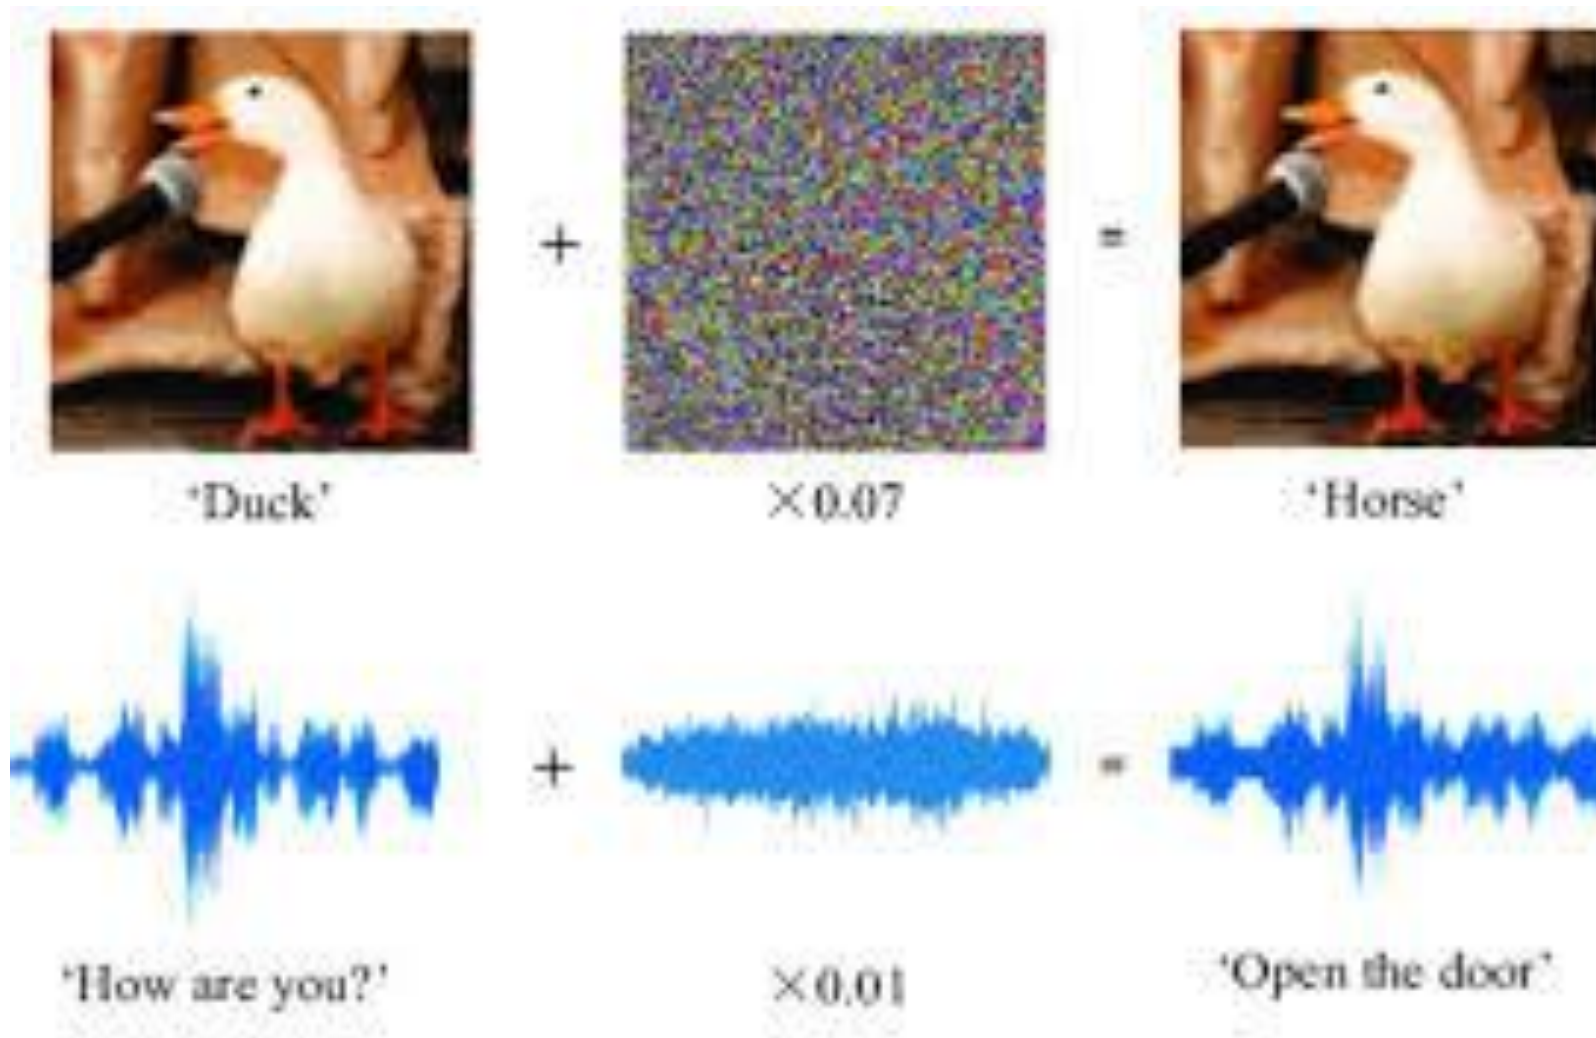 + =
'Duck' ×0.07 'Horse'
+ =
'How are you?' ×0.01 'Open the door'